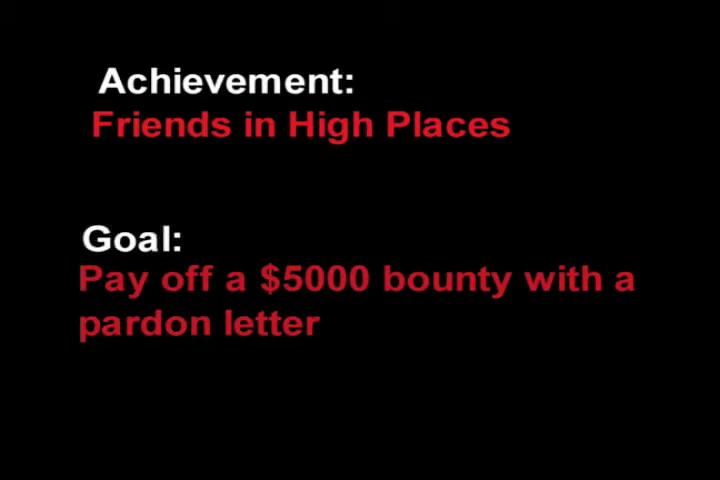 Achievement:
Friends in High Places
Goal:
Pay off a $5000 bounty with a
pardon letter